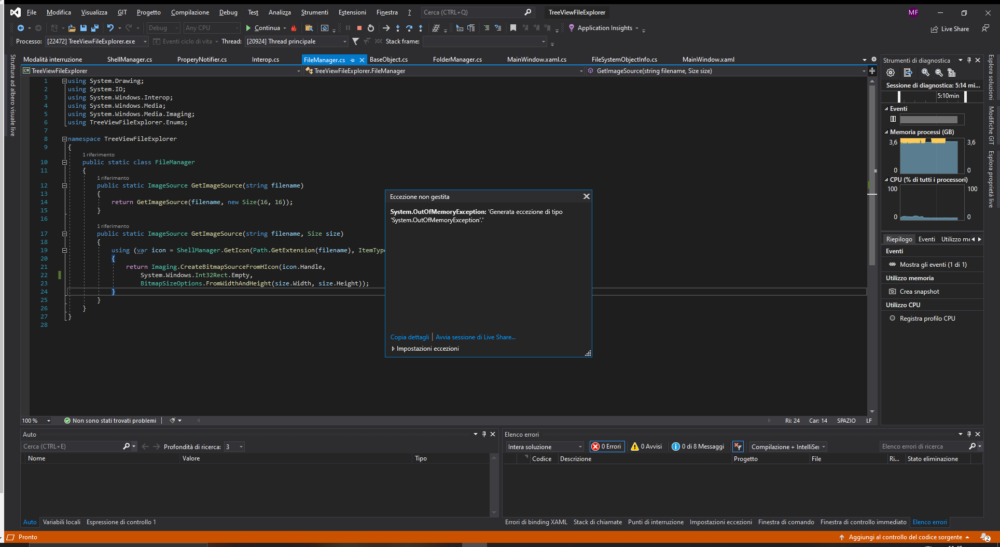 File Modifica Visualizza GIT Progetto Compilazione Debug Test Analizza Strumenti Estensioni Finestra ? Cerca (CTRL+Q) TreeViewFileExplorer MF
Debug Any CPU Continua Application Insights Live Share
Processo: [22472] TreeViewFileExplorer.exe Eventi ciclo di vita Thread: [20924] Thread principale Stack frame:
Struttura ad albero visuale live
Modalità interruzione ShellManager.cs ProperyNotifier.cs Interop.cs FileManager.cs BaseObject.cs FolderManager.cs MainWindow.xaml.cs FileSystemObjectInfo.cs MainWindow.xaml
C# TreeViewFileExplorer TreeViewFileExplorer.FileManager GetImageSource(string filename, Size size)
1 using System.Drawing;
2 using System.IO;
3 using System.Windows.Interop;
4 using System.Windows.Media;
5 using System.Windows.Media.Imaging;
6 using TreeViewFileExplorer.Enums;
7
8 namespace TreeViewFileExplorer
9 {
1 riferimento
10 public static class FileManager
11 {
1 riferimento
12 public static ImageSource GetImageSource(string filename)
13 {
14 return GetImageSource(filename, new Size(16, 16));
15 }
16
1 riferimento
17 public static ImageSource GetImageSource(string filename, Size size)
18 {
19 using (var icon = ShellManager.GetIcon(Path.GetExtension(filename), ItemType
20 {
21 return Imaging.CreateBitmapSourceFromHIcon(icon.Handle,
22 System.Windows.Int32Rect.Empty,
23 BitmapSizeOptions.FromWidthAndHeight(size.Width, size.Height));
24 }
25 }
26 }
27 }
28
Eccezione non gestita
System.OutOfMemoryException: 'Generata eccezione di tipo
'System.OutOfMemoryException'.'
Copia dettagli | Avvia sessione di Live Share...
Impostazioni eccezioni
Strumenti di diagnostica
Sessione di diagnostica: 5:14 mi...
5:10min
Eventi
Memoria processi (GB)
3,6 3,6
0 0
CPU (% di tutti i processori)
100 100
0 0
Riepilogo Eventi Utilizzo me
Eventi
Mostra gli eventi (1 di 1)
Utilizzo memoria
Crea snapshot
Utilizzo CPU
Registra profilo CPU
Esplora soluzioni
Modifiche GIT
Esplora proprietà live
100 % Non sono stati trovati problemi Ri: 24 Car: 14 SPAZIO LF
Auto
Cerca (CTRL+E) Profondità di ricerca: 3
Nome Valore Tipo
Auto Variabili locali Espressione di controllo 1
Elenco errori
Intera soluzione 0 Errori 0 Avvisi 0 di 8 Messaggi Compilazione + IntelliSe Elenco errori di ricerca
Codice Descrizione Progetto File Ri... Stato eliminazione
Errori di binding XAML Stack di chiamate Punti di interruzione Impostazioni eccezioni Finestra di comando Finestra di controllo immediato Elenco errori
Pronto Aggiungi al controllo del codice sorgente 2